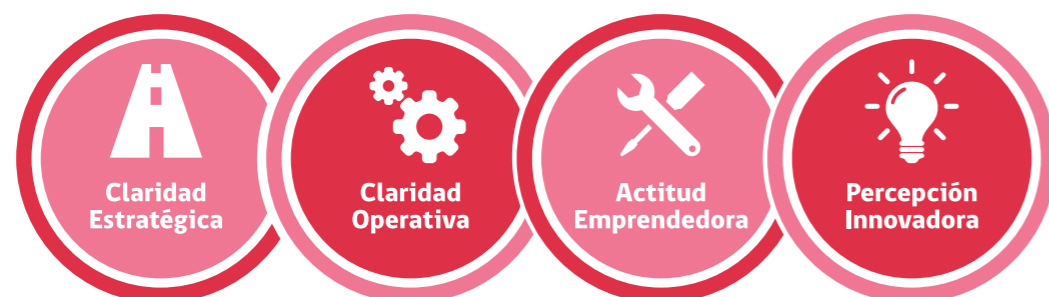 Claridad
Estratégica
Claridad
Operativa
Actitud
Emprendedora
Percepción
Innovadora